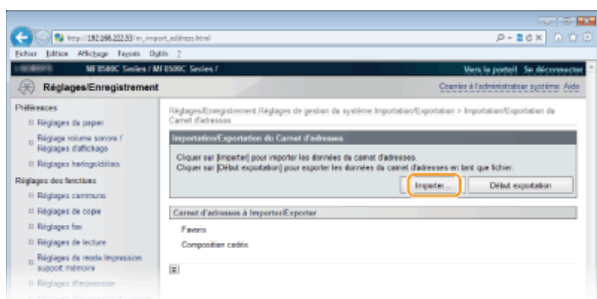 http://192.168.222.53/m_import_address.html
Fichier Edition Affichage Favoris Outils ?
MF8500C Series / MF8500C Series /
Vers le portail Se déconnecter
Réglages/Enregistrement
Courrier à l'administrateur système Aide
Préférences
Réglages du papier
Réglage volume sonore /
Réglages d'affichage
Réglages horloge/délais
Réglages des fonctions
Réglages communs
Réglages de copie
Réglages fax
Réglages de lecture
Réglages de mode Impression
support mémoire
Réglages d'impression
Réglages/Enregistrement Réglages de gestion du système Importation/Exportation > Importation/Exportation du
Carnet d'adresses
Importation/Exportation du Carnet d'adresses
Cliquer sur [Importer] pour importer les données du carnet d'adresses.
Cliquer sur [Début exportation] pour exporter les données du carnet d'adresses en tant que fichier.
Importer...
Début exportation
Carnet d'adresses à Importer/Exporter
Favoris
Composition codée